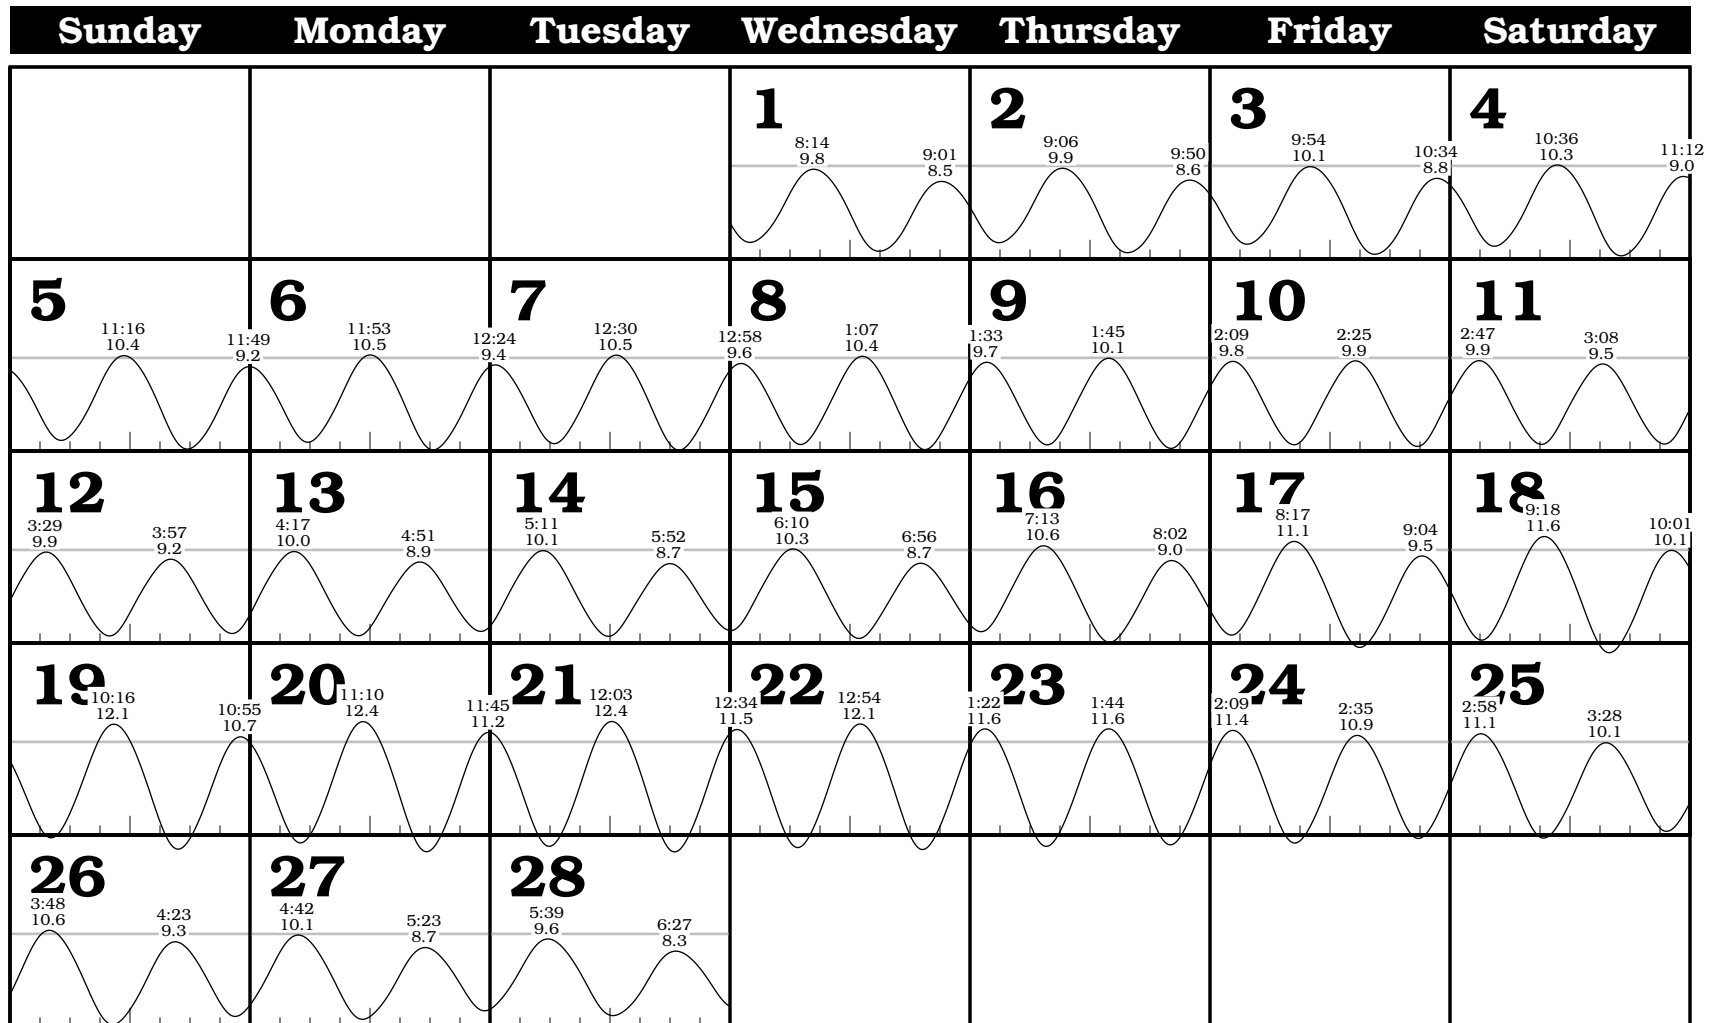 Sunday Monday Tuesday Wednesday Thursday Friday Saturday
1 2 3 4
8:14 9:01 9:06 9:50 9:54 10:34 10:36 11:12
9.8 8.5 9.9 8.6 10.1 8.8 10.3 9.0
5 6 7 8 9 10 11
11:16 11:49 11:53 12:24 12:30 12:58 1:07 1:33 1:45 2:09 2:25 2:47 3:08
10.4 9.2 10.5 9.4 10.5 9.6 10.4 9.7 10.1 9.8 9.9 9.9 9.5
12 13 14 15 16 17 18
3:29 3:57 4:17 4:51 5:11 5:52 6:10 6:56 7:13 8:02 8:17 9:04 9:18 10:01
9.9 9.2 10.0 8.9 10.1 8.7 10.3 8.7 10.6 9.0 11.1 9.5 11.6 10.1
19 20 21 22 23 24 25
10:16 10:55 11:10 11:45 12:03 12:34 12:54 1:22 1:44 2:09 2:35 2:58 3:28
12.1 10.7 12.4 11.2 12.4 11.5 12.1 11.6 11.6 11.4 10.9 11.1 10.1
26 27 28
3:48 4:23 4:42 5:23 5:39 6:27
10.6 9.3 10.1 8.7 9.6 8.3